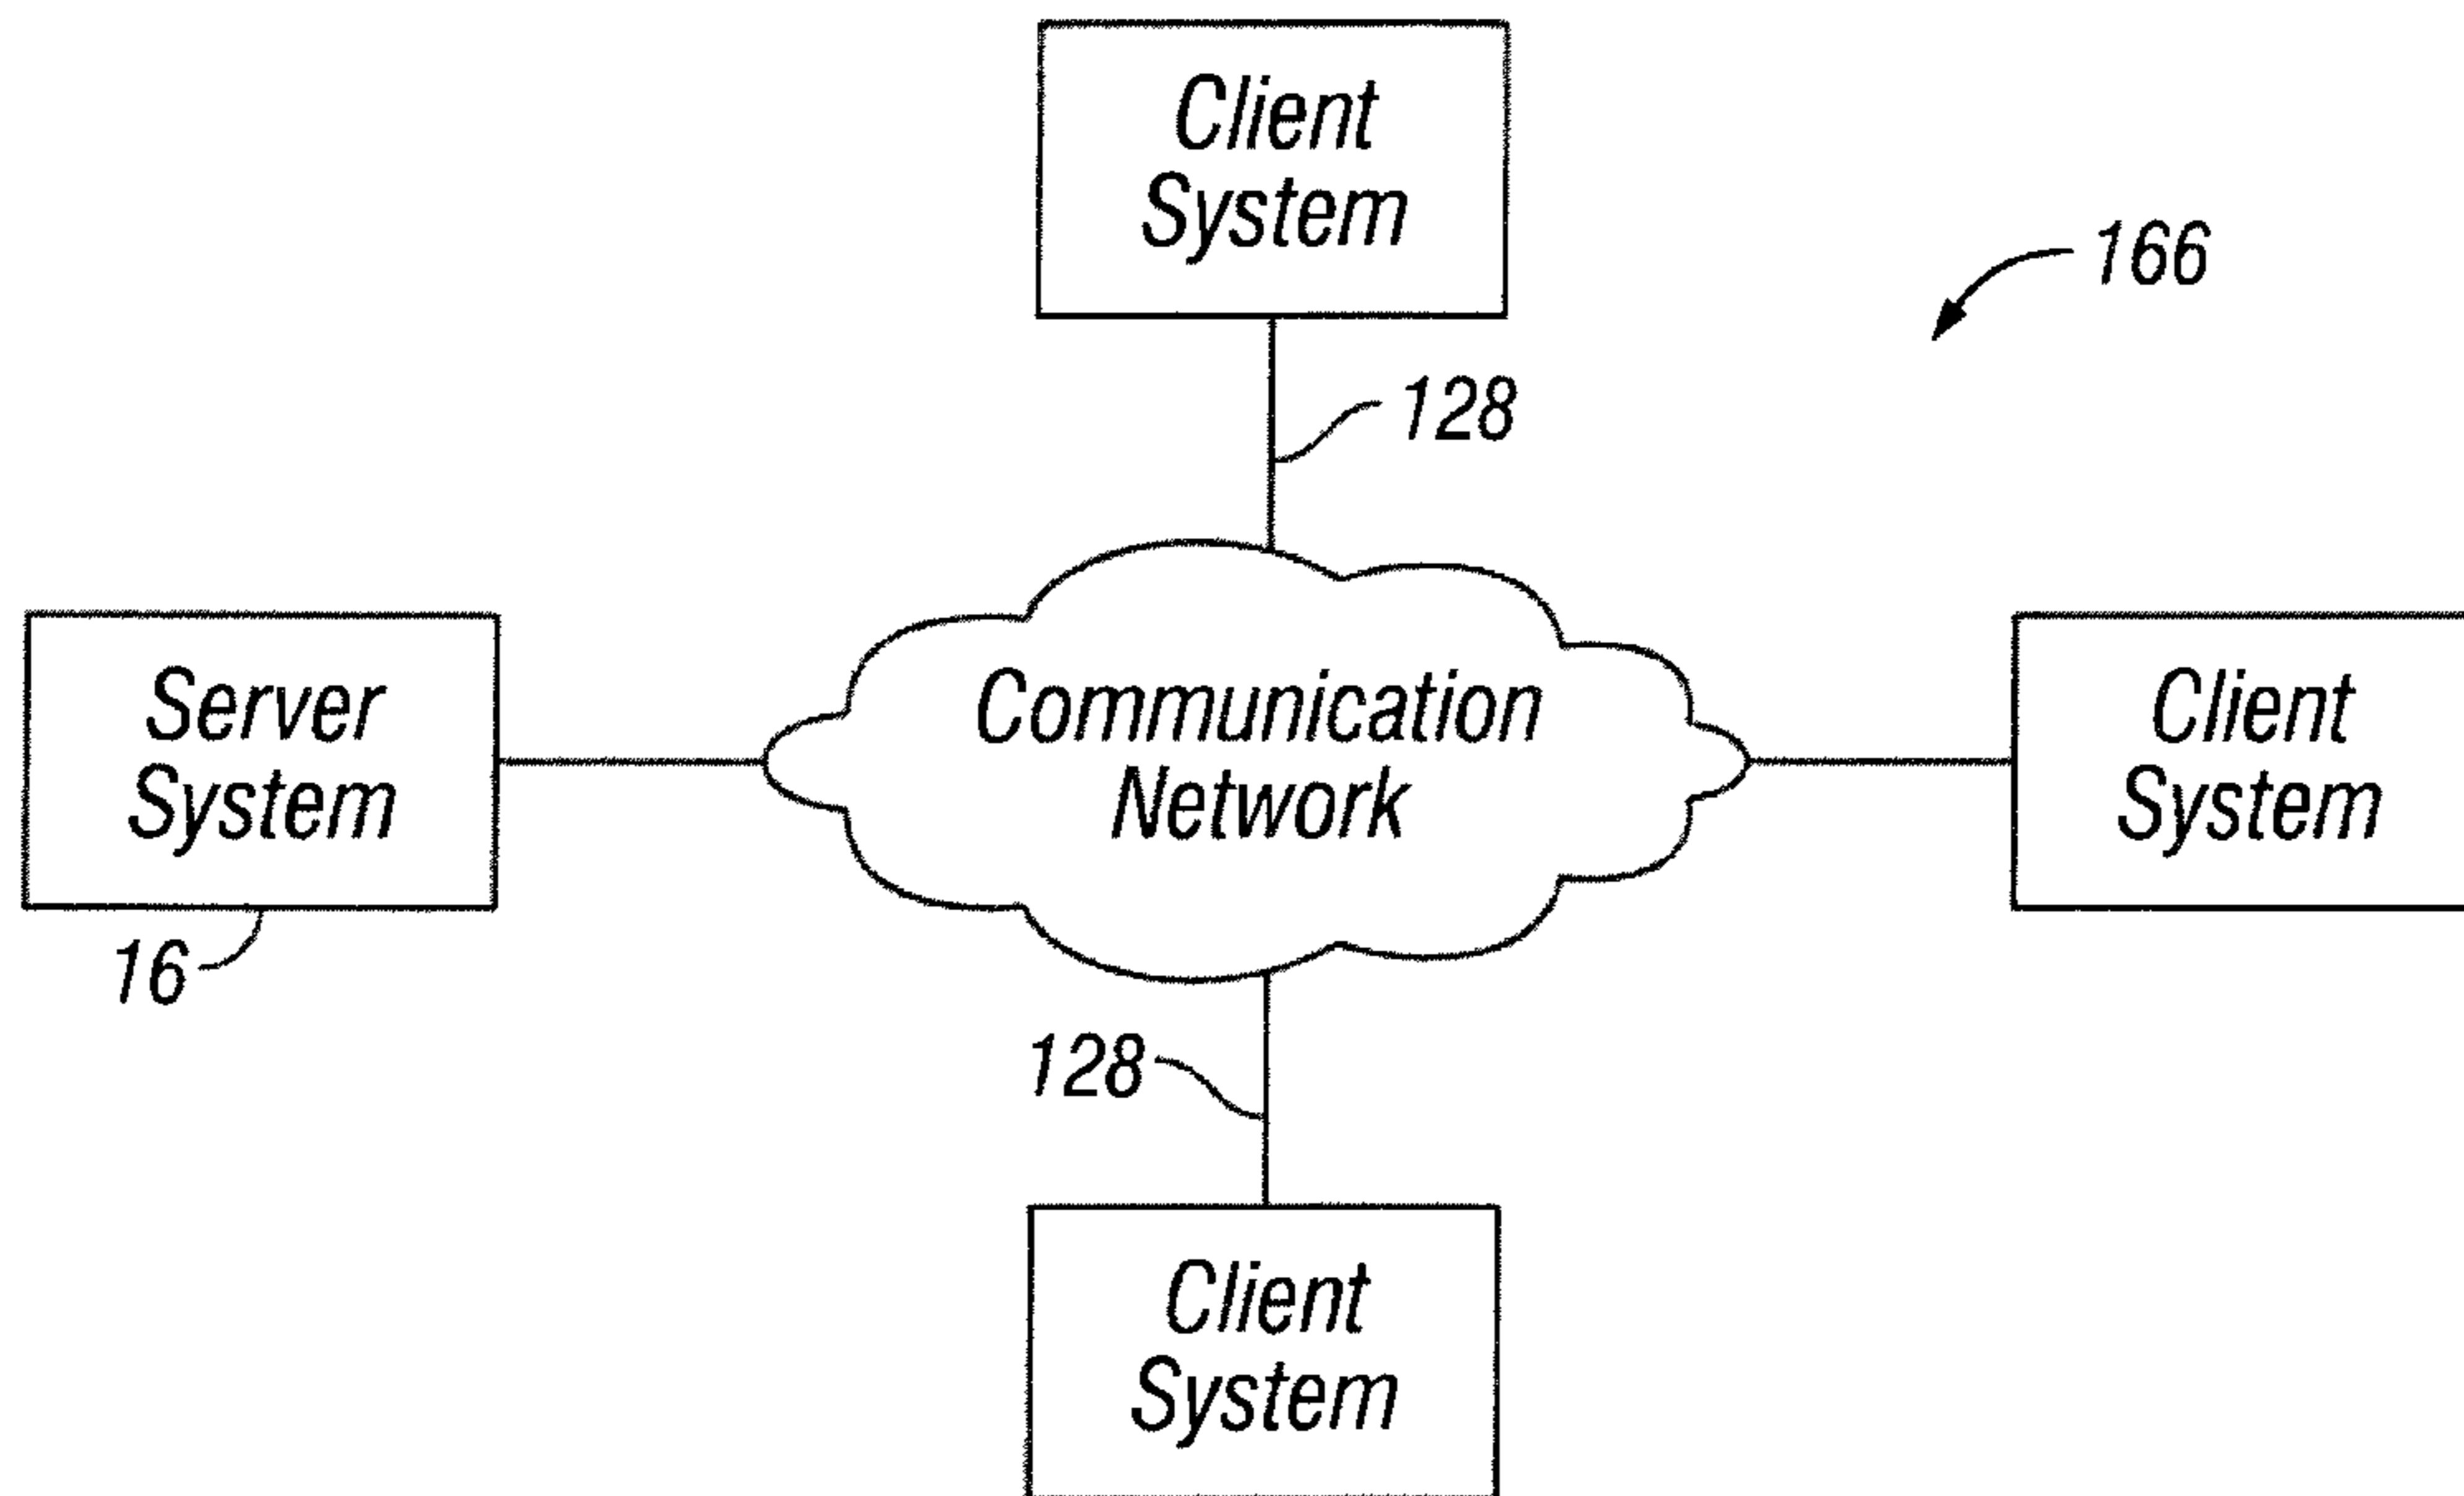 Client
System
166
128
Server
System
Communication
Network
Client
System
16
128
Client
System